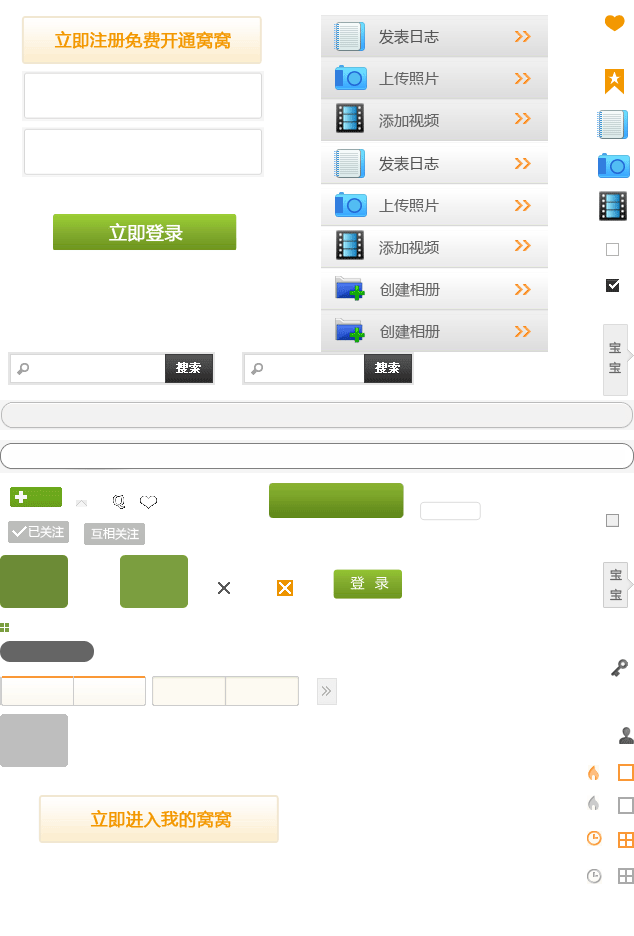 立即注册免费开通窝窝
发表日志
上传照片
添加视频
立即登录
发表日志
上传照片
添加视频
创建相册
创建相册
搜索
搜索
宝
宝
已关注
互相关注
登 录
宝
宝
立即进入我的窝窝